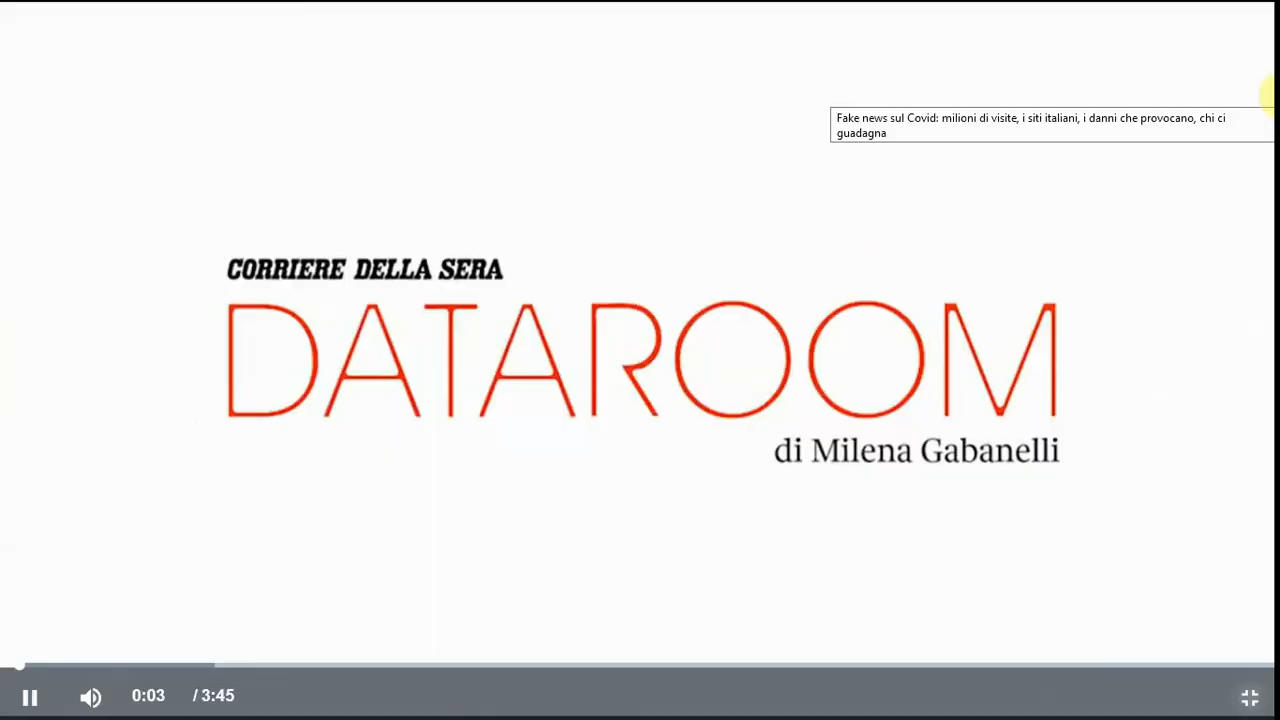 Fake news sul Covid: milioni di visite, i siti italiani, i danni che provocano, chi ci
guadagna
CORRIERE DELLA SERA
DATAROOM
di Milena Gabanelli
0:03 / 3:45